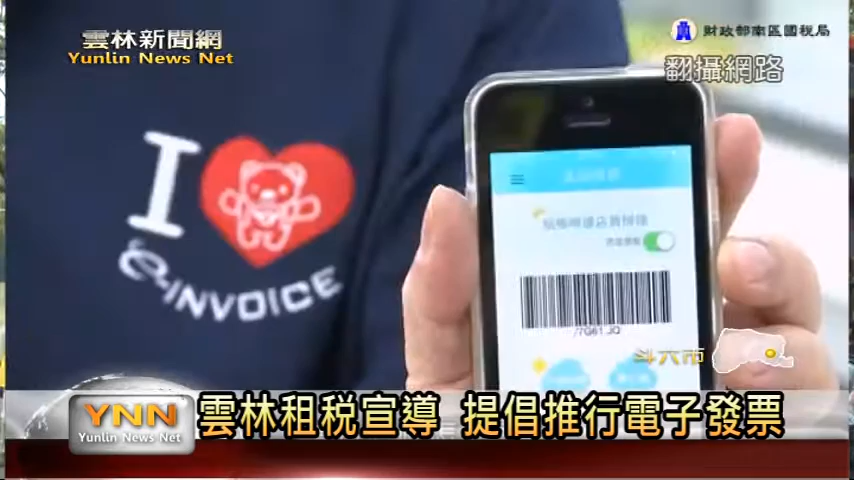 雲林新聞網
Yunlin News Net
財政部南區國稅局
翻攝網路
I
e-INVOICE
斗六市
YNN
Yunlin News Net
雲林租稅宣導 提倡推行電子發票